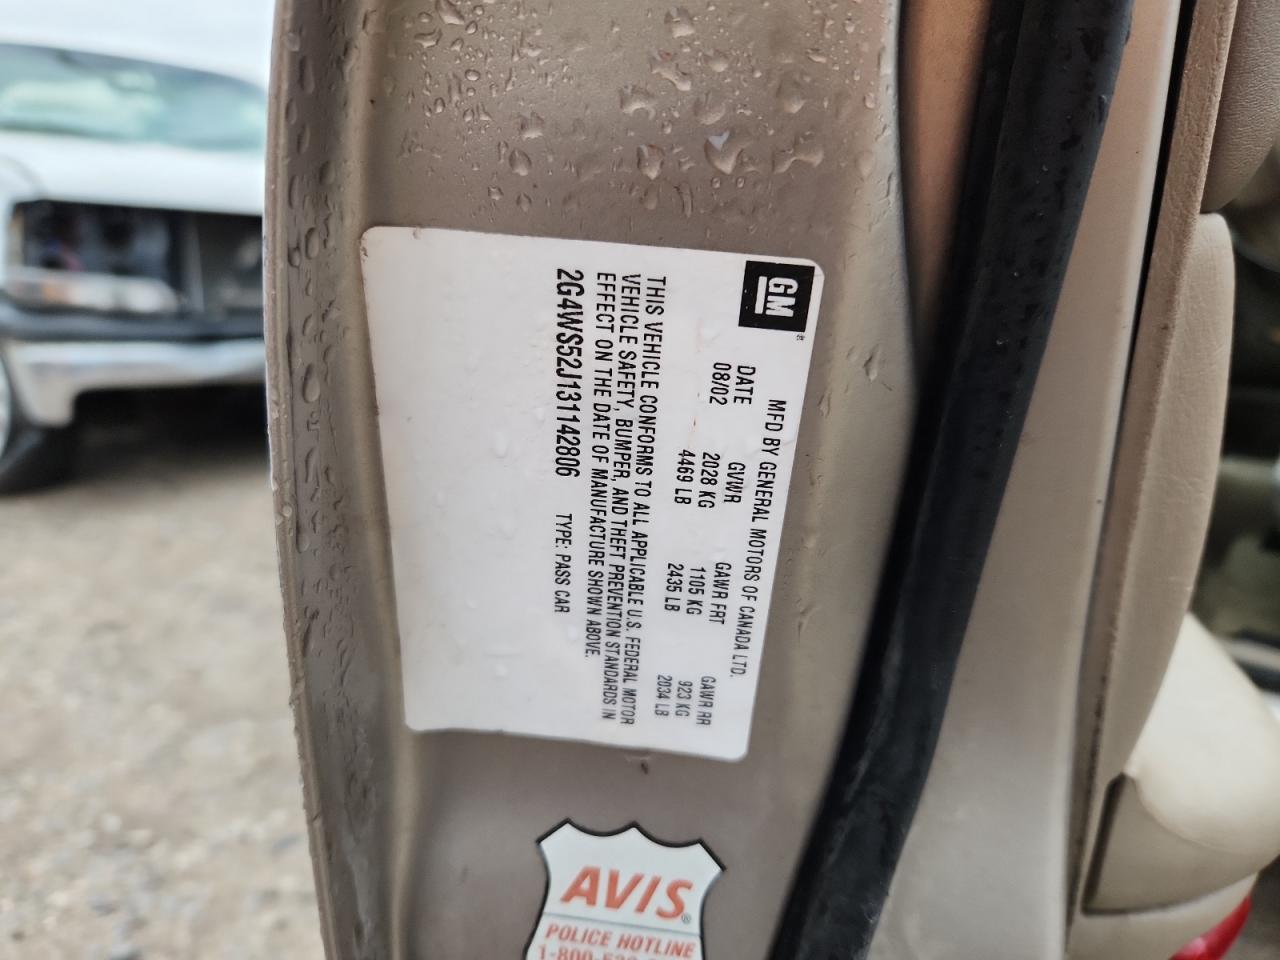 GM
MFD BY GENERAL MOTORS OF CANADA LTD.
DATE GVWR GAWR FRT GAWR RR
08/02 2028 KG 1105 KG 923 KG
4469 LB 2435 LB 2034 LB
THIS VEHICLE CONFORMS TO ALL APPLICABLE U.S. FEDERAL MOTOR
VEHICLE SAFETY, BUMPER, AND THEFT PREVENTION STANDARDS IN
EFFECT ON THE DATE OF MANUFACTURE SHOWN ABOVE.
2G4WS52J131142806 TYPE: PASS CAR
AVIS®
POLICE HOTLINE
1-800-